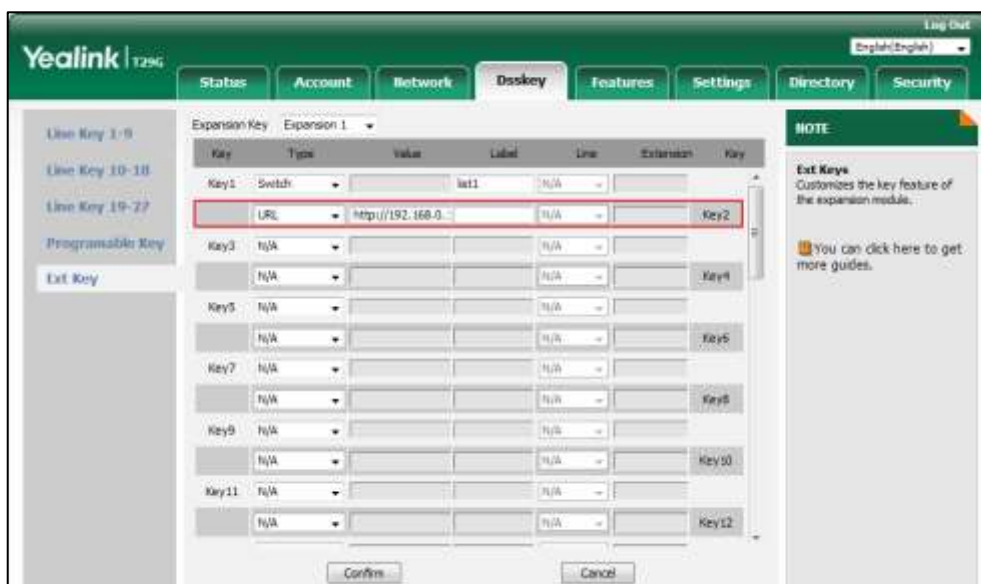 Log Out
Yealink T29G
English(English)
Status Account Network Dsskey Features Settings Directory Security
Line Key 1-9
Line Key 10-18
Line Key 19-27
Programable Key
Ext Key
Expansion Key Expansion 1
Key Type Value Label Line Extension Key
Key1 Switch list1 N/A
URL http://192.168.0.: N/A Key2
Key3 N/A N/A
N/A N/A Key4
Key5 N/A N/A
N/A N/A Key6
Key7 N/A N/A
N/A N/A Key8
Key9 N/A N/A
N/A N/A Key10
Key11 N/A N/A
N/A N/A Key12
Confirm Cancel
NOTE
Ext Keys
Customizes the key feature of
the expansion module.
You can click here to get
more guides.